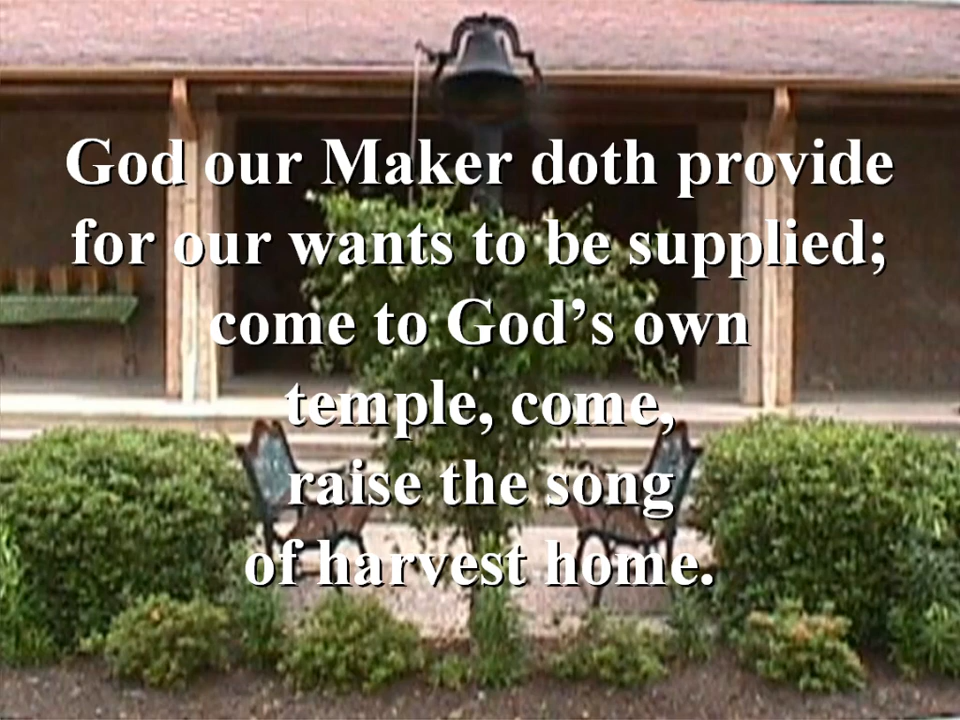 God our Maker doth provide
for our wants to be supplied;
come to God’s own
temple, come,
raise the song
of harvest home.